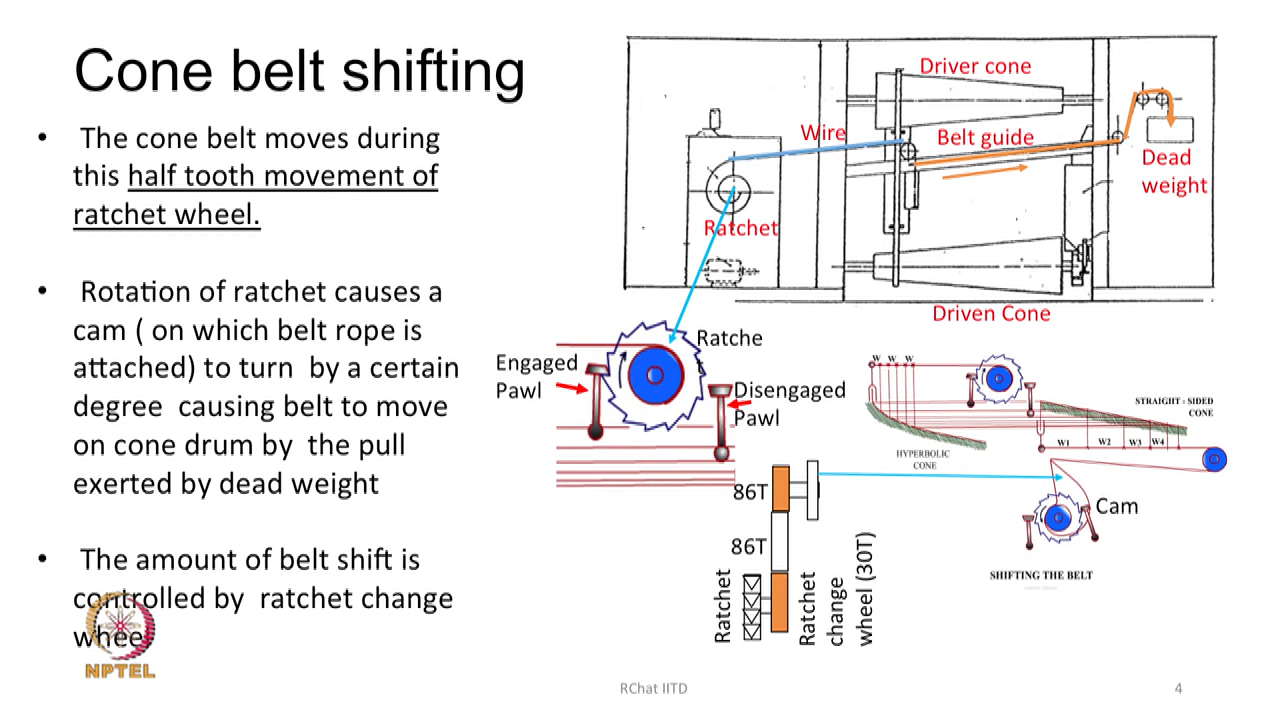 Cone belt shifting
• The cone belt moves during
this half tooth movement of
ratchet wheel.
• Rotation of ratchet causes a
cam ( on which belt rope is
attached) to turn by a certain
degree causing belt to move
on cone drum by the pull
exerted by dead weight
• The amount of belt shift is
controlled by ratchet change
whee
NPTEL
Driver cone
Wire
Belt guide
Dead
weight
Ratchet
Driven Cone
Ratche
t
Engaged
Pawl
Disengaged
Pawl
W W W W
STRAIGHT - SIDED
CONE
HYPERBOLIC
CONE
W1 W2 W3 W4
Cam
SHIFTING THE BELT
86T
86T
Ratchet
Ratchet
change
wheel (30T)
RChat IITD
4